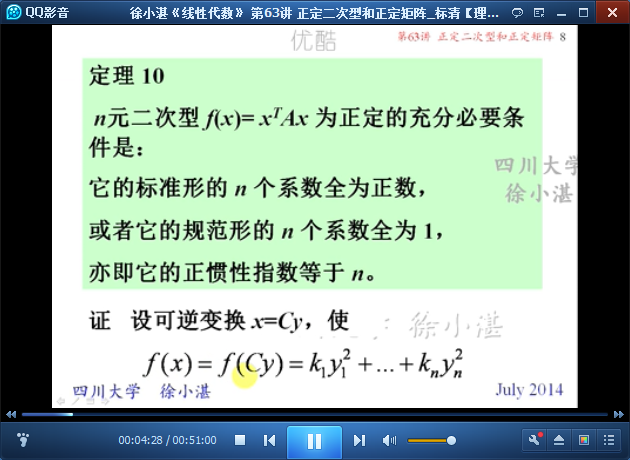 QQ影音
徐小湛《线性代数》 第63讲 正定二次型和正定矩阵_标清【理...
优酷
第63讲 正定二次型和正定矩阵 8
定理 10
n元二次型 f(x)= xᵀAx 为正定的充分必要条
件是：
它的标准形的 n 个系数全为正数，
或者它的规范形的 n 个系数全为 1，
亦即它的正惯性指数等于 n。
四川大学
徐小湛
证 设可逆变换 x=Cy，使
徐小湛
f(x) = f(Cy) = k₁y₁² + ... + kₙyₙ²
四川大学 徐小湛
July 2014
00:04:28 / 00:51:00